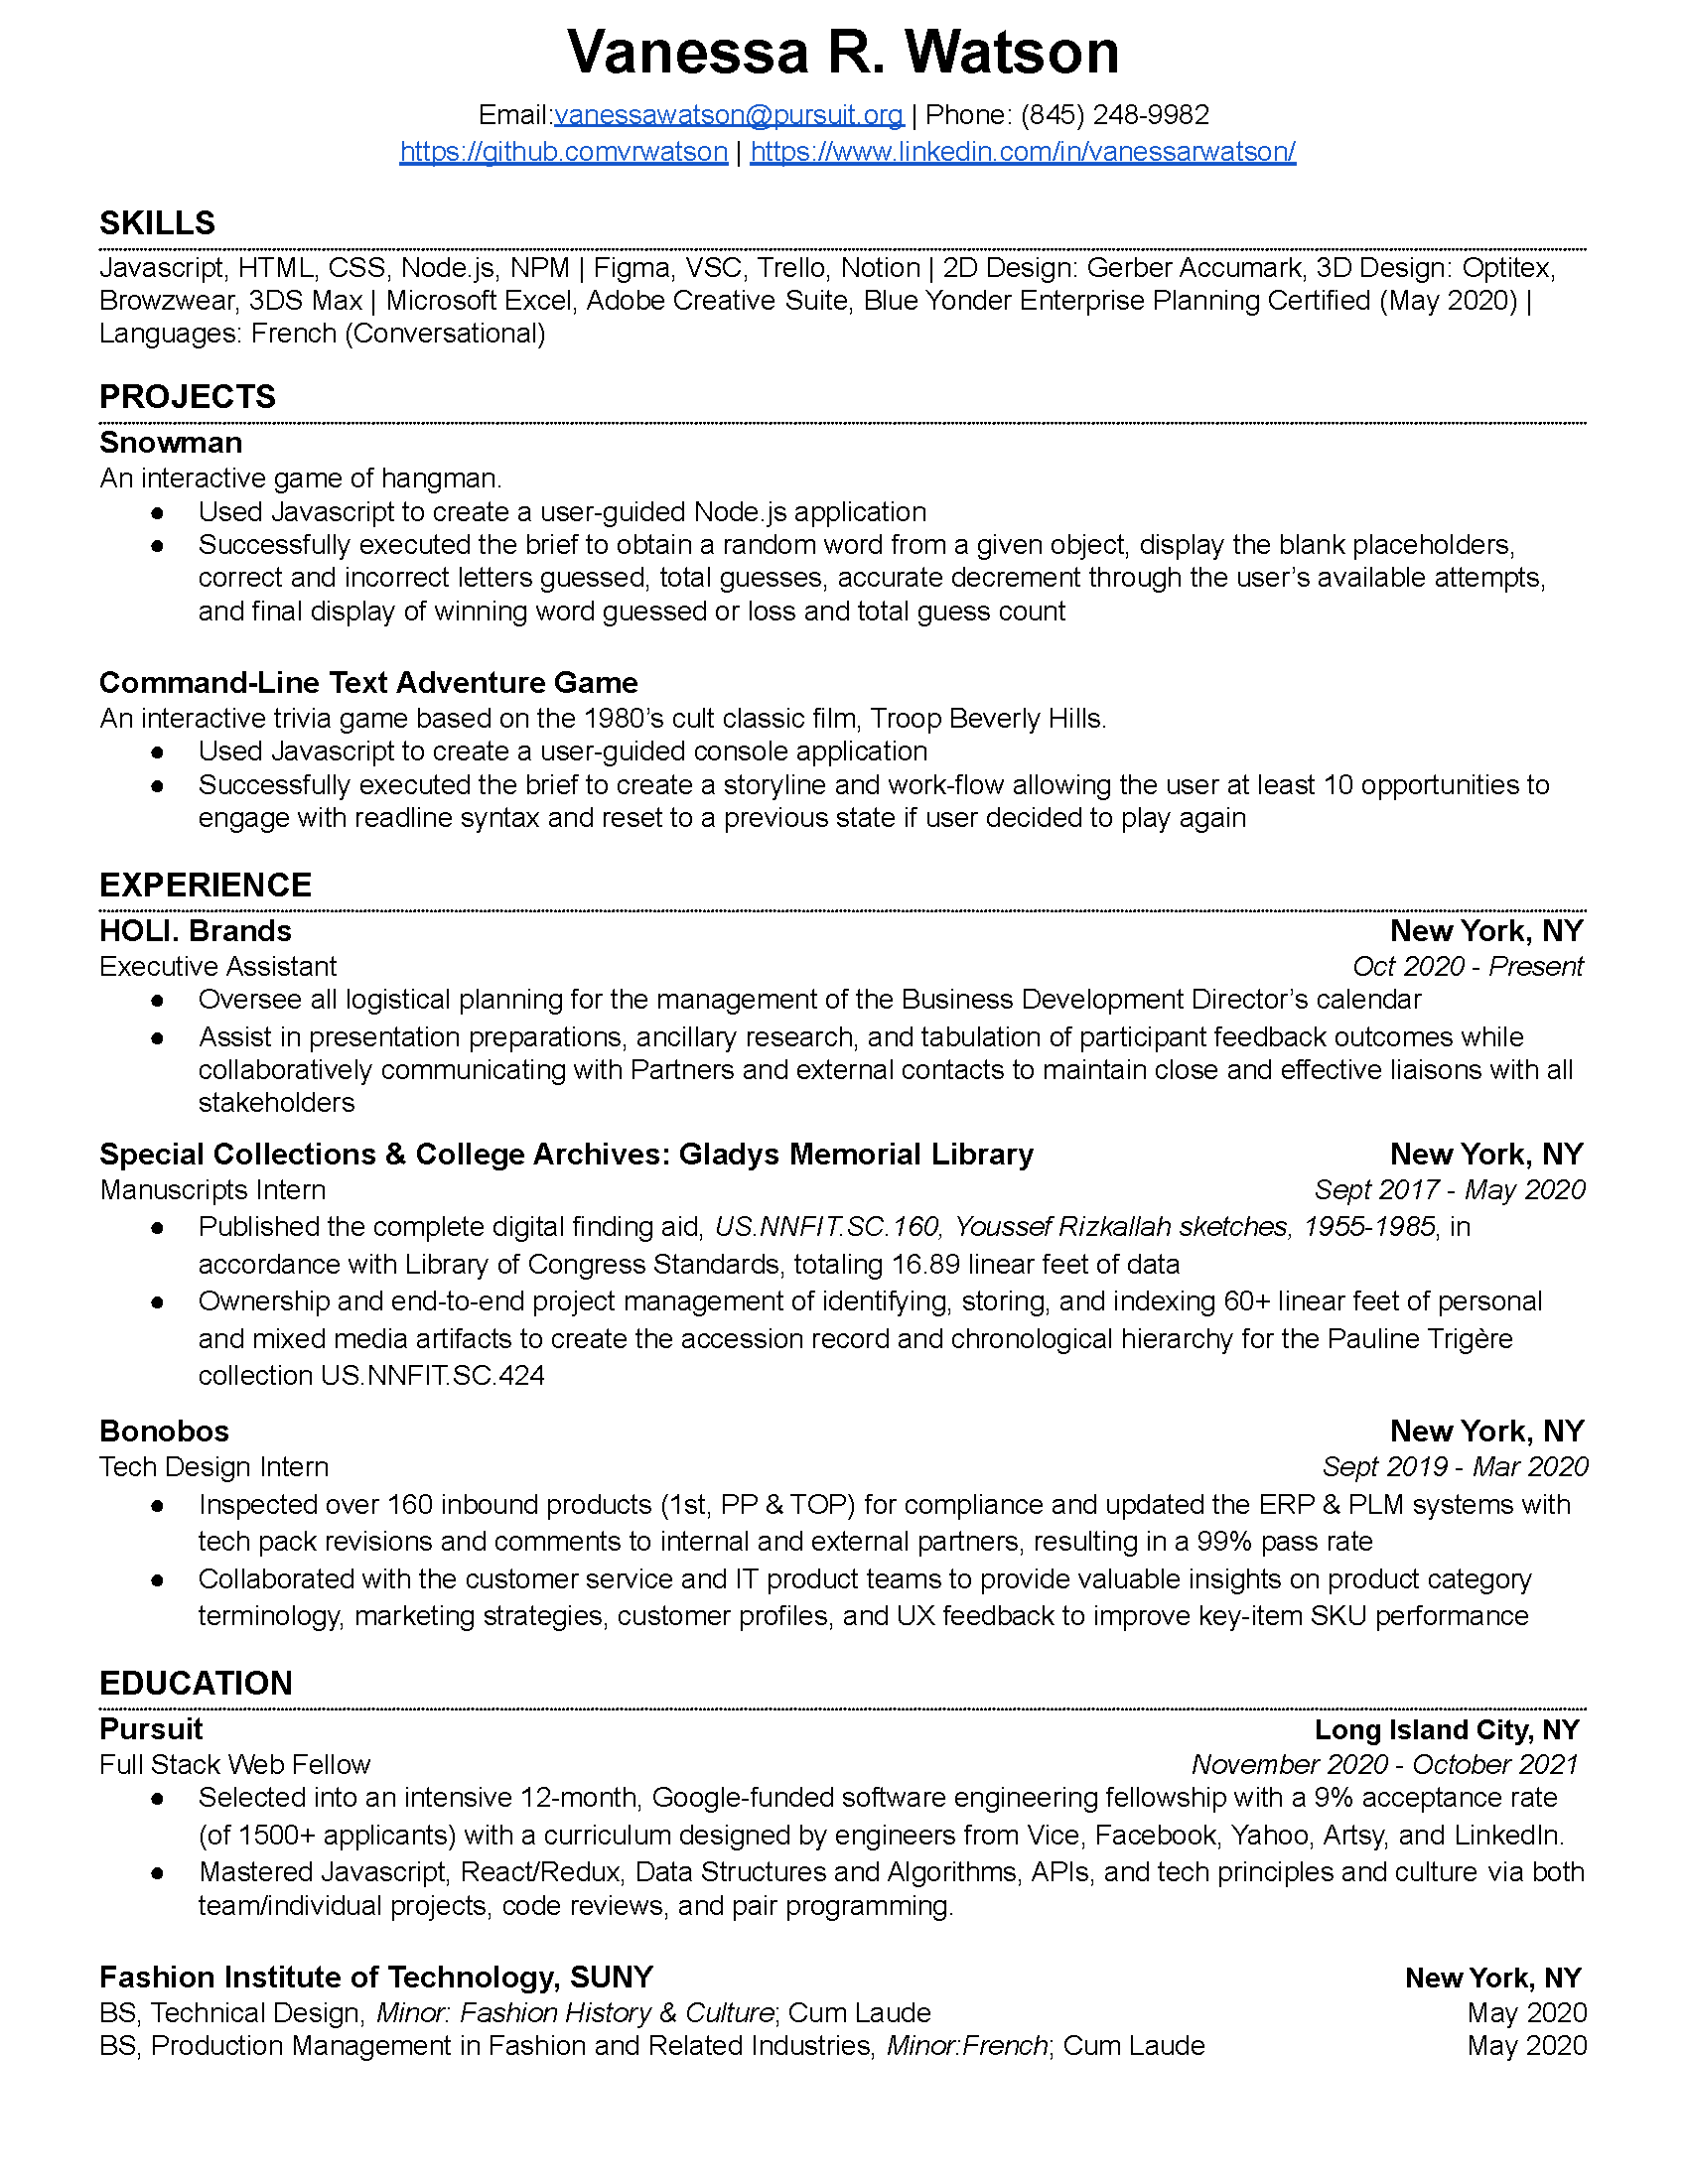 Vanessa R. Watson
Email:vanessawatson@pursuit.org | Phone: (845) 248-9982
https://github.comvrwatson | https://www.linkedin.com/in/vanessarwatson/
SKILLS
Javascript, HTML, CSS, Node.js, NPM | Figma, VSC, Trello, Notion | 2D Design: Gerber Accumark, 3D Design: Optitex,
Browzwear, 3DS Max | Microsoft Excel, Adobe Creative Suite, Blue Yonder Enterprise Planning Certified (May 2020) |
Languages: French (Conversational)
PROJECTS
Snowman
An interactive game of hangman.
● Used Javascript to create a user-guided Node.js application
● Successfully executed the brief to obtain a random word from a given object, display the blank placeholders,
correct and incorrect letters guessed, total guesses, accurate decrement through the user’s available attempts,
and final display of winning word guessed or loss and total guess count
Command-Line Text Adventure Game
An interactive trivia game based on the 1980’s cult classic film, Troop Beverly Hills.
● Used Javascript to create a user-guided console application
● Successfully executed the brief to create a storyline and work-flow allowing the user at least 10 opportunities to
engage with readline syntax and reset to a previous state if user decided to play again
EXPERIENCE
HOLI. Brands New York, NY
Executive Assistant Oct 2020 - Present
● Oversee all logistical planning for the management of the Business Development Director’s calendar
● Assist in presentation preparations, ancillary research, and tabulation of participant feedback outcomes while
collaboratively communicating with Partners and external contacts to maintain close and effective liaisons with all
stakeholders
Special Collections & College Archives: Gladys Memorial Library New York, NY
Manuscripts Intern Sept 2017 - May 2020
● Published the complete digital finding aid, US.NNFIT.SC.160, Youssef Rizkallah sketches, 1955-1985, in
accordance with Library of Congress Standards, totaling 16.89 linear feet of data
● Ownership and end-to-end project management of identifying, storing, and indexing 60+ linear feet of personal
and mixed media artifacts to create the accession record and chronological hierarchy for the Pauline Trigère
collection US.NNFIT.SC.424
Bonobos New York, NY
Tech Design Intern Sept 2019 - Mar 2020
● Inspected over 160 inbound products (1st, PP & TOP) for compliance and updated the ERP & PLM systems with
tech pack revisions and comments to internal and external partners, resulting in a 99% pass rate
● Collaborated with the customer service and IT product teams to provide valuable insights on product category
terminology, marketing strategies, customer profiles, and UX feedback to improve key-item SKU performance
EDUCATION
Pursuit Long Island City, NY
Full Stack Web Fellow November 2020 - October 2021
● Selected into an intensive 12-month, Google-funded software engineering fellowship with a 9% acceptance rate
(of 1500+ applicants) with a curriculum designed by engineers from Vice, Facebook, Yahoo, Artsy, and LinkedIn.
● Mastered Javascript, React/Redux, Data Structures and Algorithms, APIs, and tech principles and culture via both
team/individual projects, code reviews, and pair programming.
Fashion Institute of Technology, SUNY New York, NY
BS, Technical Design, Minor: Fashion History & Culture; Cum Laude May 2020
BS, Production Management in Fashion and Related Industries, Minor:French; Cum Laude May 2020